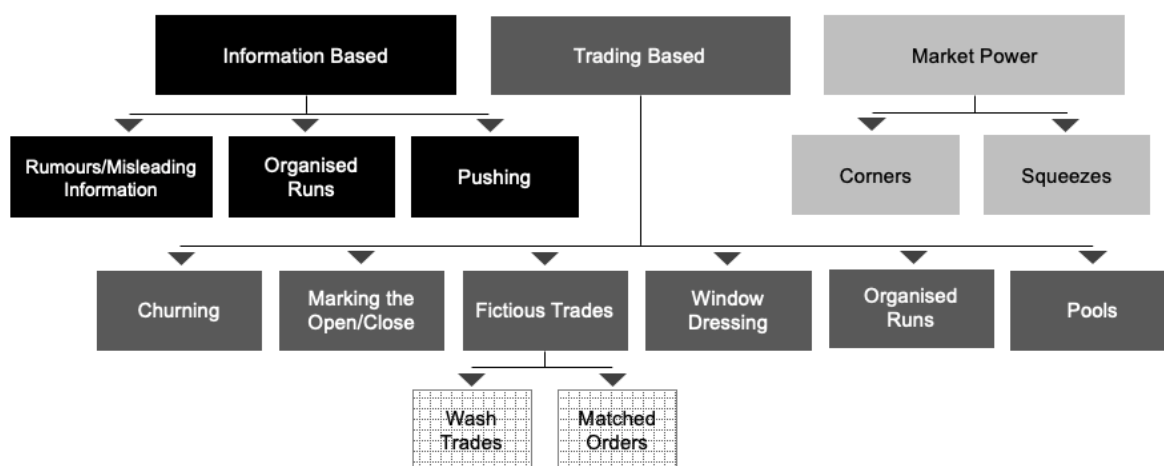 Information Based
Trading Based
Market Power
Rumours/Misleading
Information
Organised
Runs
Pushing
Corners
Squeezes
Churning
Marking the
Open/Close
Fictious Trades
Window
Dressing
Organised
Runs
Pools
Wash
Trades
Matched
Orders